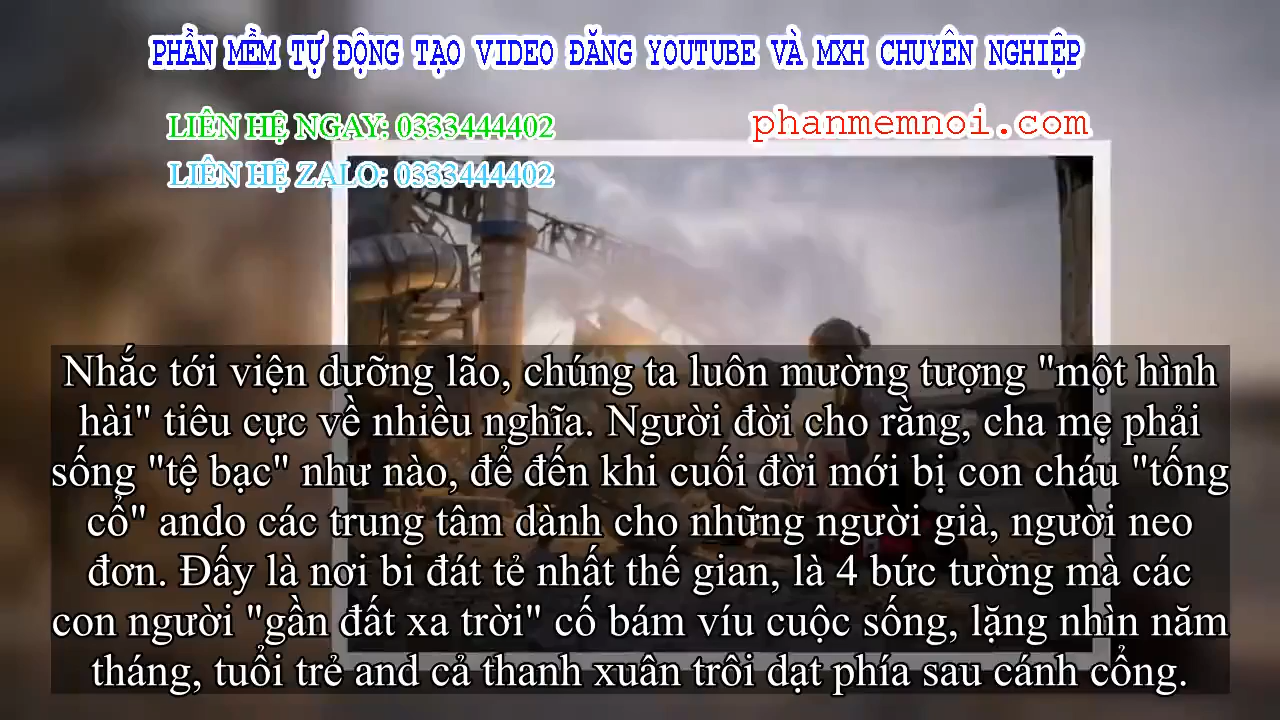 PHẦN MỀM TỰ ĐỘNG TẠO VIDEO ĐĂNG YOUTUBE VÀ MXH CHUYÊN NGHIỆP
LIÊN HỆ NGAY: 0333444402
phanmemnoi.com
LIÊN HỆ ZALO: 0333444402
Nhắc tới viện dưỡng lão, chúng ta luôn mường tượng "một hình
hài" tiêu cực về nhiều nghĩa. Người đời cho rằng, cha mẹ phải
sống "tệ bạc" như nào, để đến khi cuối đời mới bị con cháu "tống
cổ" ando các trung tâm dành cho những người già, người neo
đơn. Đấy là nơi bi đát tẻ nhất thế gian, là 4 bức tường mà các
con người "gần đất xa trời" cố bám víu cuộc sống, lặng nhìn năm
tháng, tuổi trẻ and cả thanh xuân trôi dạt phía sau cánh cổng.